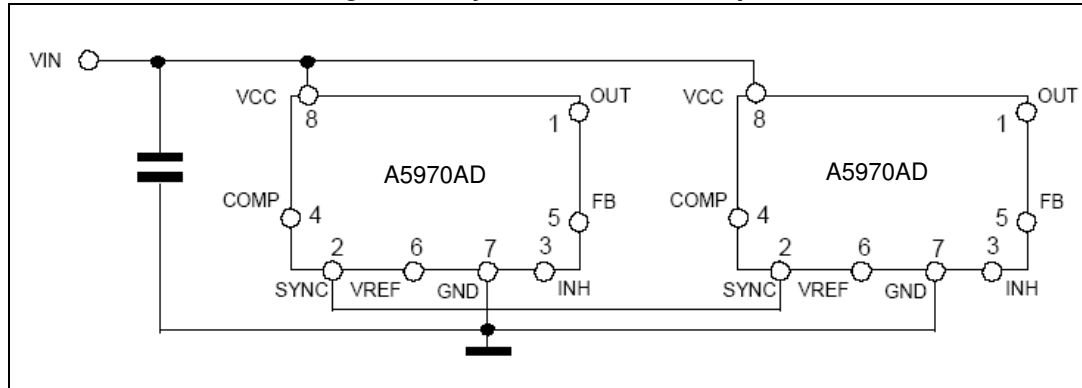 VIN
VCC
8
OUT
1
A5970AD
COMP
4
FB
5
2
6
7
3
SYNC
VREF
GND
INH
VCC
8
OUT
1
A5970AD
COMP
4
FB
5
2
6
7
3
SYNC
VREF
GND
INH